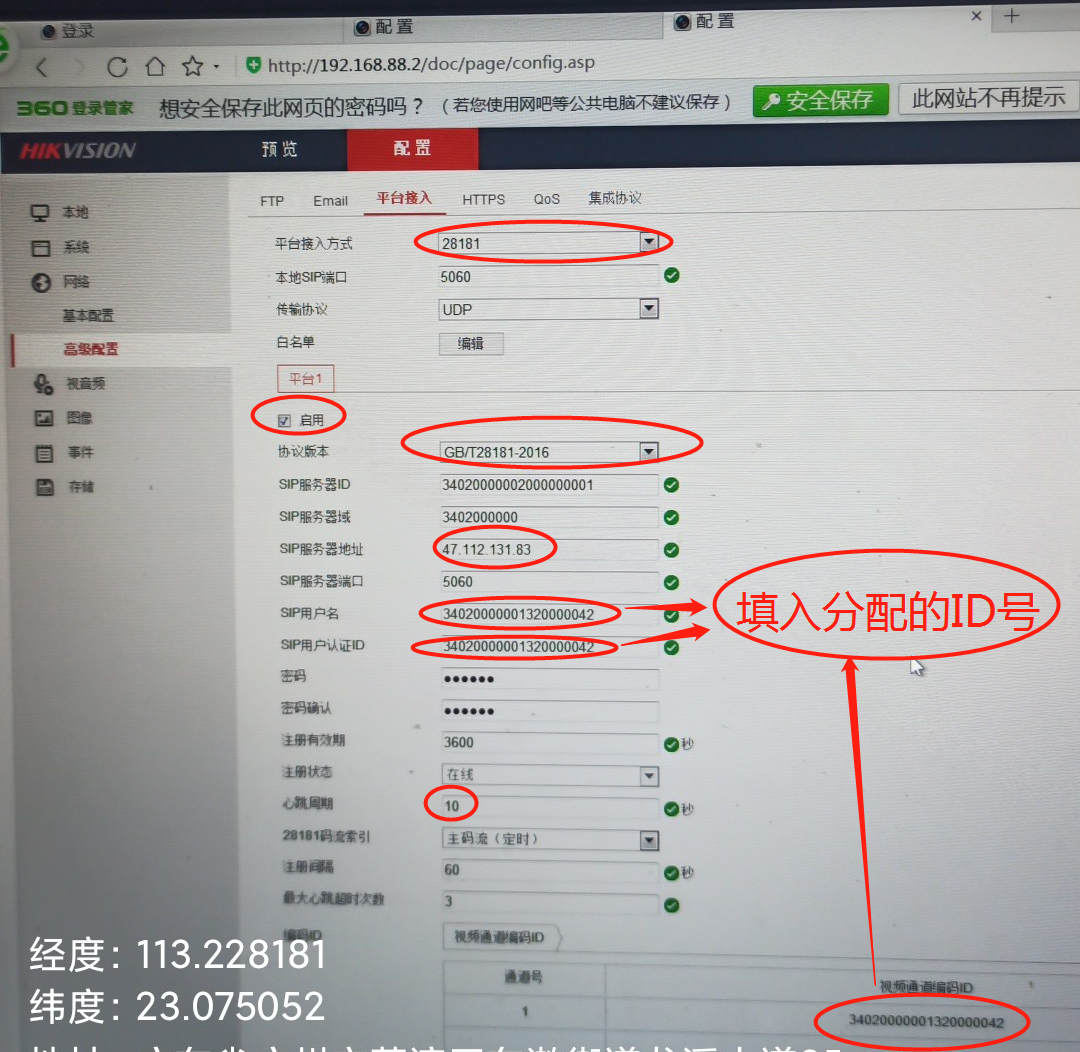 登录
配置
配置
http://192.168.88.2/doc/page/config.asp
360登录管家 想安全保存此网页的密码吗？（若您使用网吧等公共电脑不建议保存） 安全保存 此网站不再提示
HIKVISION 预览 配置
FTP Email 平台接入 HTTPS QoS 集成协议
本地
系统
网络
基本配置
高级配置
视音频
图像
事件
存储
平台接入方式 28181
本地SIP端口 5060
传输协议 UDP
白名单 编辑
平台1
启用
协议版本 GB/T28181-2016
SIP服务器ID 34020000002000000001
SIP服务器域 3402000000
SIP服务器地址 47.112.131.83
SIP服务器端口 5060
SIP用户名 34020000001320000042
SIP用户认证ID 34020000001320000042
填入分配的ID号
密码 ••••••
密码确认 ••••••
注册有效期 3600 秒
注册状态 在线
心跳周期 10 秒
28181码流索引 主码流（定时）
注册间隔 60 秒
最大心跳超时次数 3
编码ID 视频通道编码ID
通道号 视频通道编码ID
1 34020000001320000042
经度：113.228181
纬度：23.075052